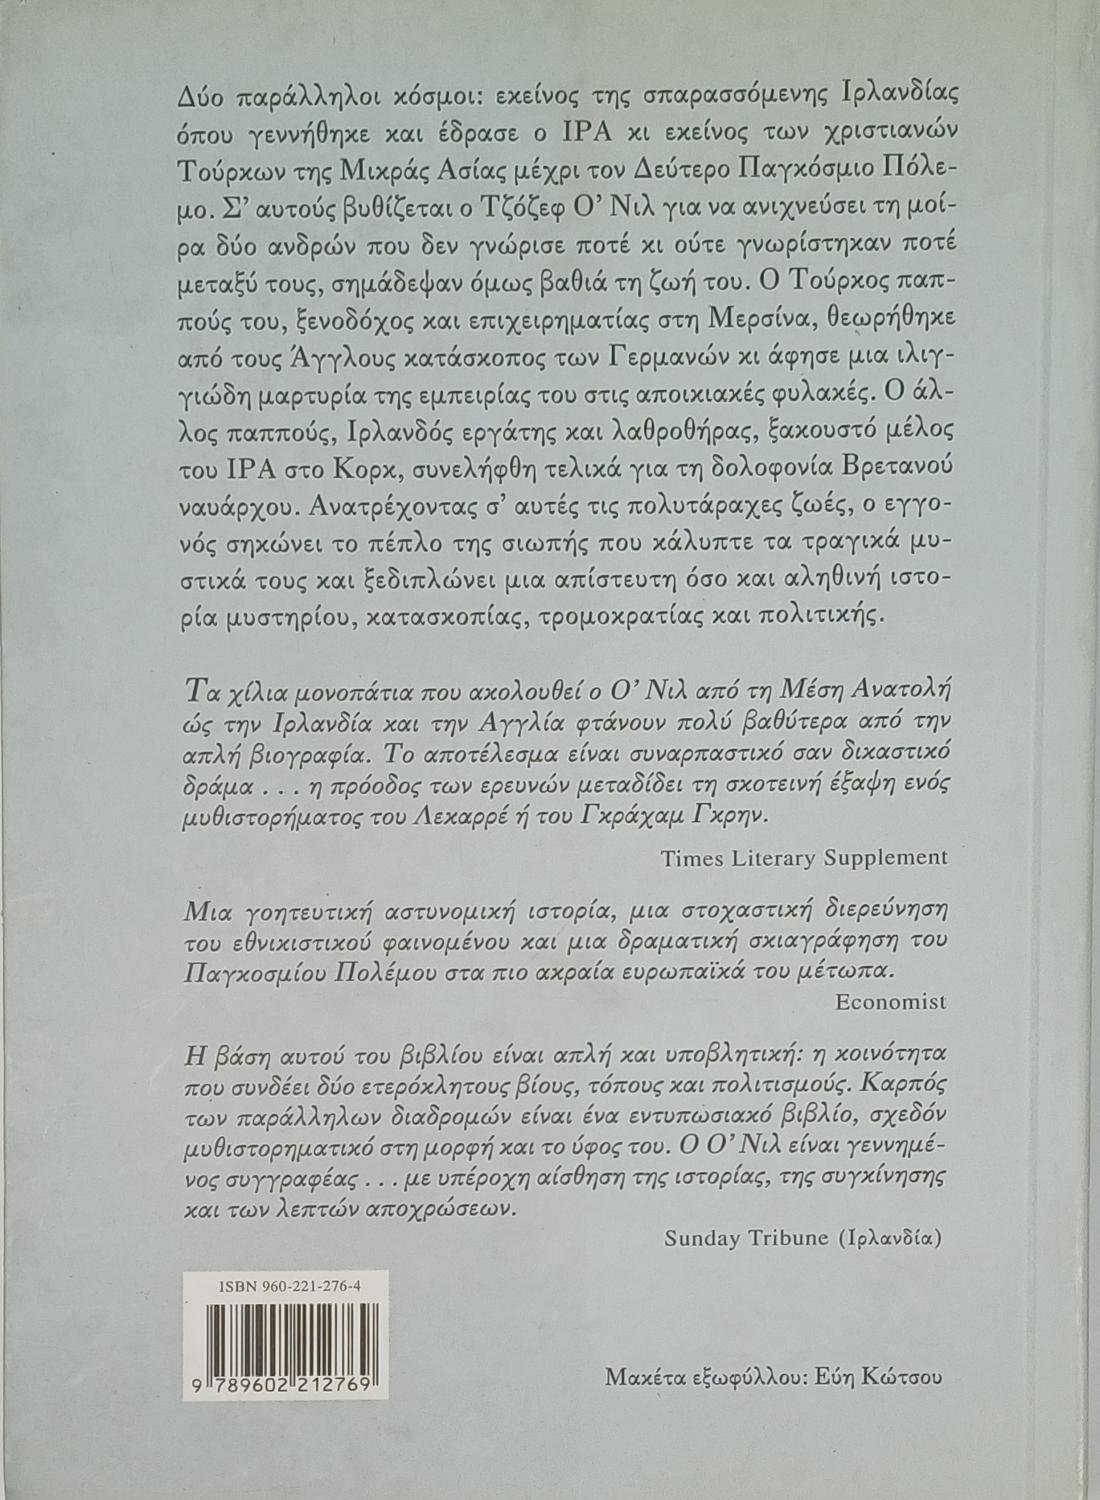 Δύο παράλληλοι κόσμοι: εκείνος της σπαρασσόμενης Ιρλανδίας
όπου γεννήθηκε και έδρασε ο ΙΡΑ κι εκείνος των χριστιανών
Τούρκων της Μικράς Ασίας μέχρι τον Δεύτερο Παγκόσμιο Πόλε-
μο. Σ' αυτούς βυθίζεται ο Τζόζεφ Ο' Νιλ για να ανιχνεύσει τη μοί-
ρα δύο ανδρών που δεν γνώρισε ποτέ κι ούτε γνωρίστηκαν ποτέ
μεταξύ τους, σημάδεψαν όμως βαθιά τη ζωή του. Ο Τούρκος παπ-
πούς του, ξενοδόχος και επιχειρηματίας στη Μερσίνα, θεωρήθηκε
από τους Άγγλους κατάσκοπος των Γερμανών κι άφησε μια ιλιγ-
γιώδη μαρτυρία της εμπειρίας του στις αποικιακές φυλακές. Ο άλ-
λος παππούς, Ιρλανδός εργάτης και λαθροθήρας, ξακουστό μέλος
του ΙΡΑ στο Κορκ, συνελήφθη τελικά για τη δολοφονία Βρετανού
ναυάρχου. Ανατρέχοντας σ' αυτές τις πολυτάραχες ζωές, ο εγγο-
νός σηκώνει το πέπλο της σιωπής που κάλυπτε τα τραγικά μυ-
στικά τους και ξεδιπλώνει μια απίστευτη όσο και αληθινή ιστο-
ρία μυστηρίου, κατασκοπίας, τρομοκρατίας και πολιτικής.
Τα χίλια μονοπάτια που ακολουθεί ο Ο' Νιλ από τη Μέση Ανατολή
ώς την Ιρλανδία και την Αγγλία φτάνουν πολύ βαθύτερα από την
απλή βιογραφία. Το αποτέλεσμα είναι συναρπαστικό σαν δικαστικό
δράμα . . . η πρόοδος των ερευνών μεταδίδει τη σκοτεινή έξαψη ενός
μυθιστορήματος του Λεκαρρέ ή του Γκράχαμ Γκρην.
Times Literary Supplement
Μια γοητευτική αστυνομική ιστορία, μια στοχαστική διερεύνηση
του εθνικιστικού φαινομένου και μια δραματική σκιαγράφηση του
Παγκοσμίου Πολέμου στα πιο ακραία ευρωπαϊκά του μέτωπα.
Economist
Η βάση αυτού του βιβλίου είναι απλή και υποβλητική: η κοινότητα
που συνδέει δύο ετερόκλητους βίους, τόπους και πολιτισμούς. Καρπός
των παράλληλων διαδρομών είναι ένα εντυπωσιακό βιβλίο, σχεδόν
μυθιστορηματικό στη μορφή και το ύφος του. Ο Ο' Νιλ είναι γεννημέ-
νος συγγραφέας . . . με υπέροχη αίσθηση της ιστορίας, της συγκίνησης
και των λεπτών αποχρώσεων.
Sunday Tribune (Ιρλανδία)
ISBN 960-221-276-4
9 789602 212769
Μακέτα εξωφύλλου: Εύη Κώτσου